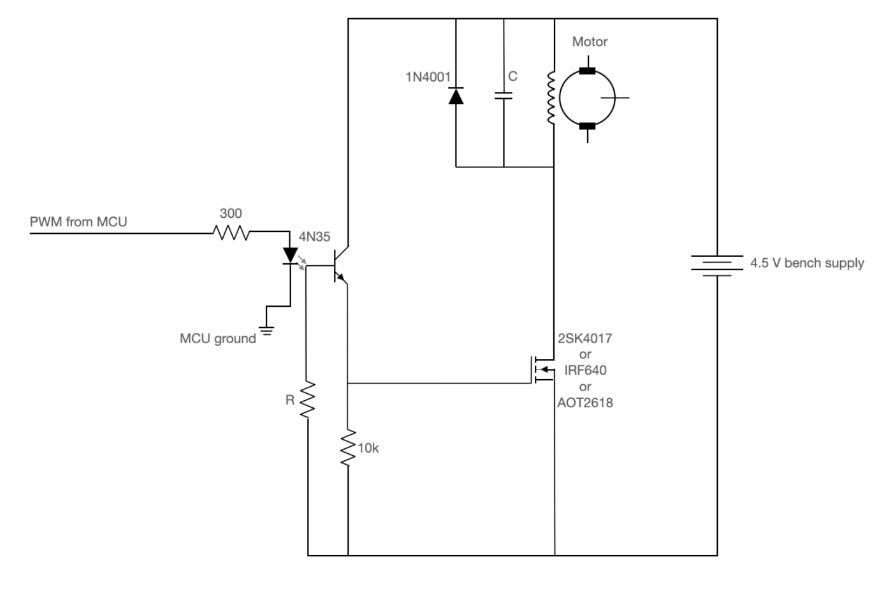 Motor
1N4001
C
300
PWM from MCU
4N35
4.5 V bench supply
MCU ground
2SK4017
or
IRF640
or
AOT2618
R
10k